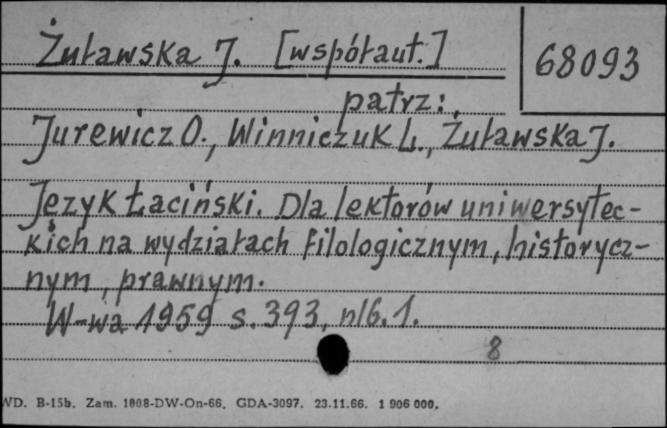 Żuławska J. [współaut.]
68093
patrz:
Jurewicz O., Winniczuk L., Żuławska J.
Język Łaciński. Dla lektorów uniwersytec-
kich na wydziałach filologicznym, historycz-
nym, prawnym.
W-wa 1959 s. 393, nlb. 1.
8
WD. B-15b. Zam. 1008-DW-On-66. GDA-3097. 23.11.66. 1 906 000.